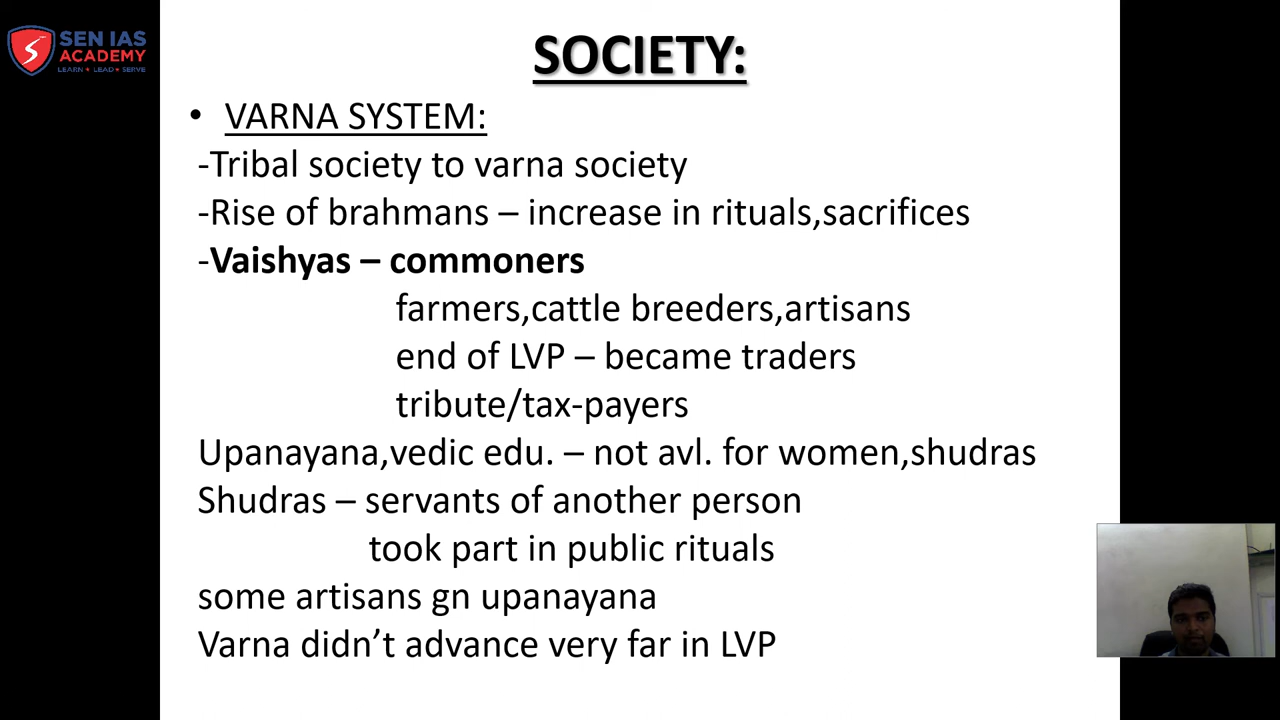 SEN IAS
ACADEMY
LEARN ★ LEAD ★ SERVE
SOCIETY:
• VARNA SYSTEM:
-Tribal society to varna society
-Rise of brahmans – increase in rituals,sacrifices
-Vaishyas – commoners
farmers,cattle breeders,artisans
end of LVP – became traders
tribute/tax-payers
Upanayana,vedic edu. – not avl. for women,shudras
Shudras – servants of another person
took part in public rituals
some artisans gn upanayana
Varna didn’t advance very far in LVP